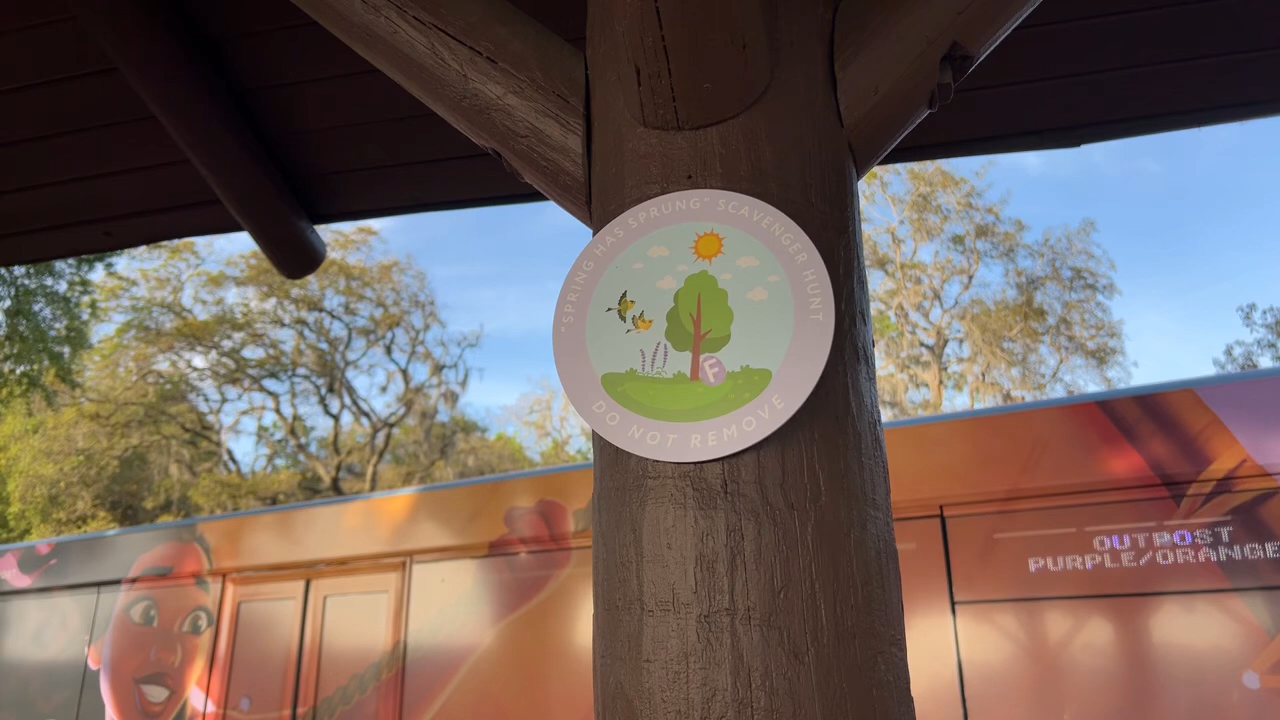 "SPRING HAS SPRUNG" SCAVENGER HUNT
F
DO NOT REMOVE
OUTPOST
PURPLE/ORANGE